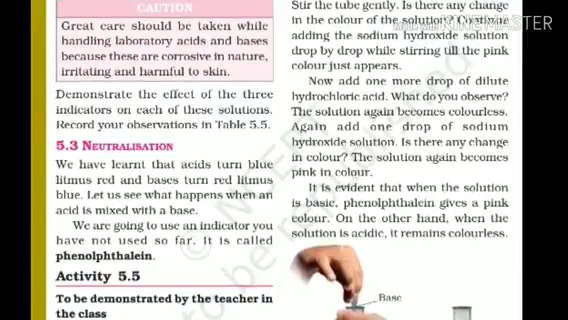 CAUTION
Great care should be taken while
handling laboratory acids and bases
because these are corrosive in nature,
irritating and harmful to skin.
Demonstrate the effect of the three
indicators on each of these solutions.
Record your observations in Table 5.5.
5.3 NEUTRALISATION
We have learnt that acids turn blue
litmus red and bases turn red litmus
blue. Let us see what happens when an
acid is mixed with a base.
We are going to use an indicator you
have not used so far. It is called
phenolphthalein.
Activity 5.5
To be demonstrated by the teacher in
the class
Stir the tube gently. Is there any change
in the colour of the solution? Continue
adding the sodium hydroxide solution
drop by drop while stirring till the pink
colour just appears.
Now add one more drop of dilute
hydrochloric acid. What do you observe?
The solution again becomes colourless.
Again add one drop of sodium
hydroxide solution. Is there any change
in colour? The solution again becomes
pink in colour.
It is evident that when the solution
is basic, phenolphthalein gives a pink
colour. On the other hand, when the
solution is acidic, it remains colourless.
Base
KINEMASTER
© NCERT
to be republished